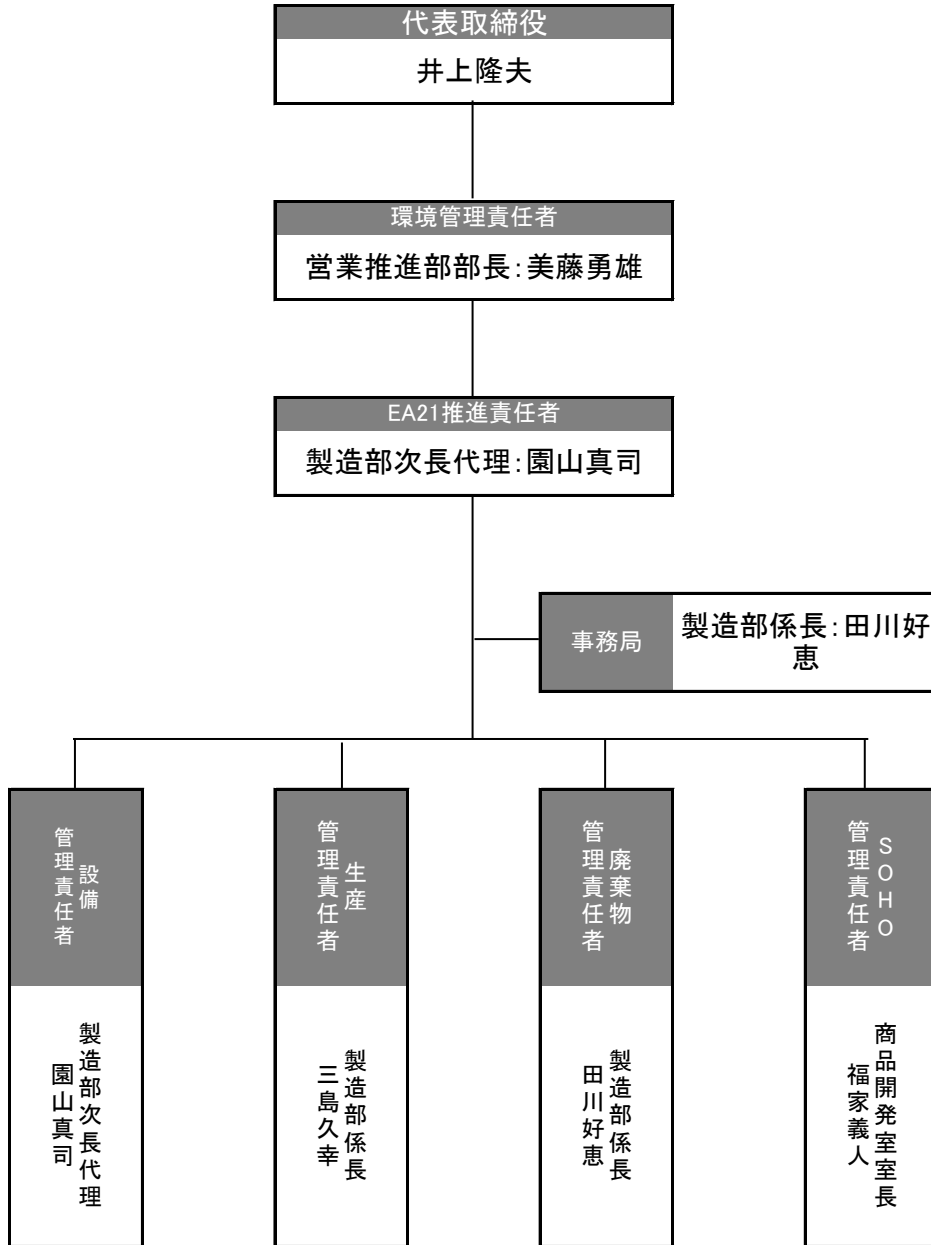 代表取締役
井上隆夫
環境管理責任者
営業推進部部長:美藤勇雄
EA21推進責任者
製造部次長代理:園山真司
事務局
製造部係長:田川好
恵
設備
管理責任者
製造部次長代理
園山真司
生産
管理責任者
製造部係長
三島久幸
廃棄物
管理責任者
製造部係長
田川好恵
SOHO
管理責任者
商品開発室室長
福家義人